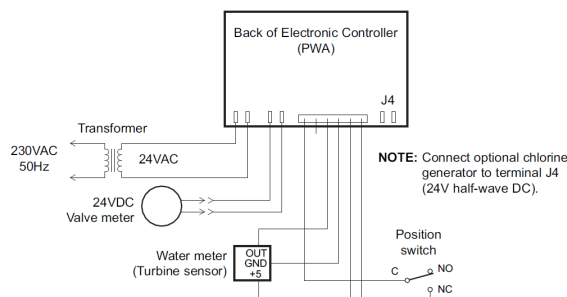 Back of Electronic Controller
(PWA)
J4
Transformer
230VAC
50Hz
24VAC
NOTE: Connect optional chlorine
generator to terminal J4
(24V half-wave DC).
24VDC
Valve meter
Position
switch
Water meter
(Turbine sensor)
OUT
GND
+5
C
NO
NC